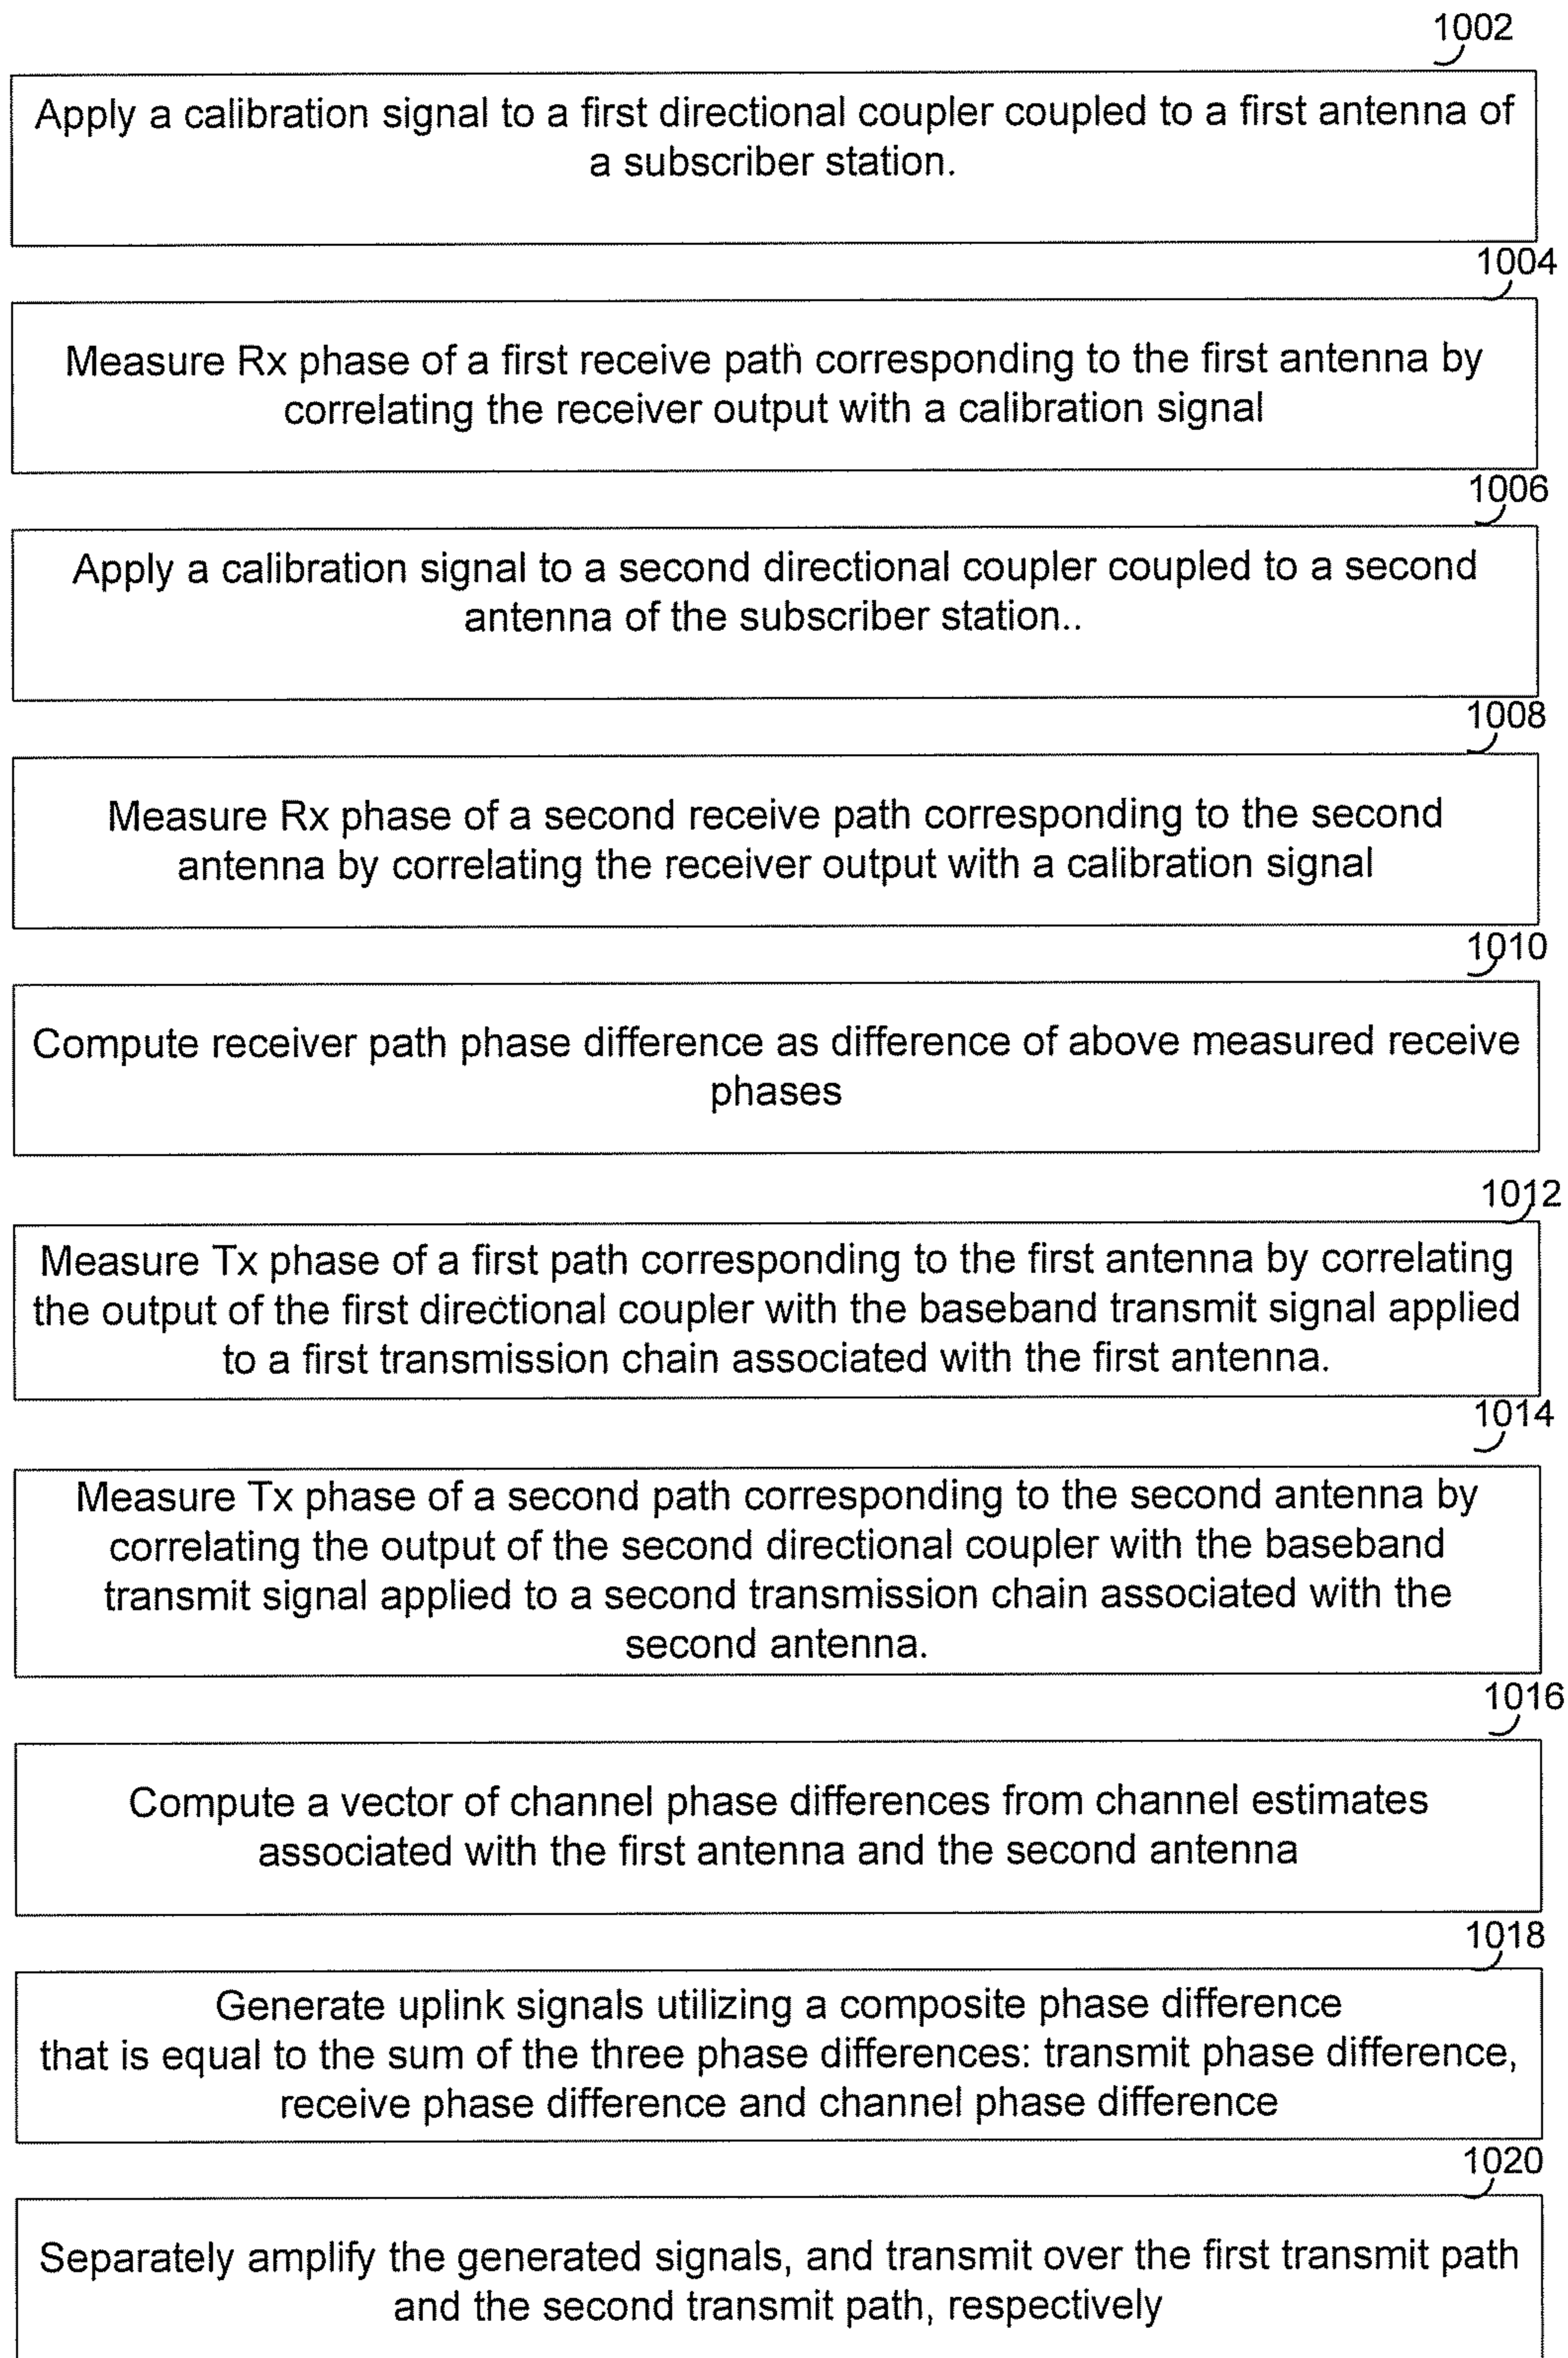 1002
Apply a calibration signal to a first directional coupler coupled to a first antenna of
a subscriber station.
1004
Measure Rx phase of a first receive path corresponding to the first antenna by
correlating the receiver output with a calibration signal
1006
Apply a calibration signal to a second directional coupler coupled to a second
antenna of the subscriber station..
1008
Measure Rx phase of a second receive path corresponding to the second
antenna by correlating the receiver output with a calibration signal
1010
Compute receiver path phase difference as difference of above measured receive
phases
1012
Measure Tx phase of a first path corresponding to the first antenna by correlating
the output of the first directional coupler with the baseband transmit signal applied
to a first transmission chain associated with the first antenna.
1014
Measure Tx phase of a second path corresponding to the second antenna by
correlating the output of the second directional coupler with the baseband
transmit signal applied to a second transmission chain associated with the
second antenna.
1016
Compute a vector of channel phase differences from channel estimates
associated with the first antenna and the second antenna
1018
Generate uplink signals utilizing a composite phase difference
that is equal to the sum of the three phase differences: transmit phase difference,
receive phase difference and channel phase difference
1020
Separately amplify the generated signals, and transmit over the first transmit path
and the second transmit path, respectively